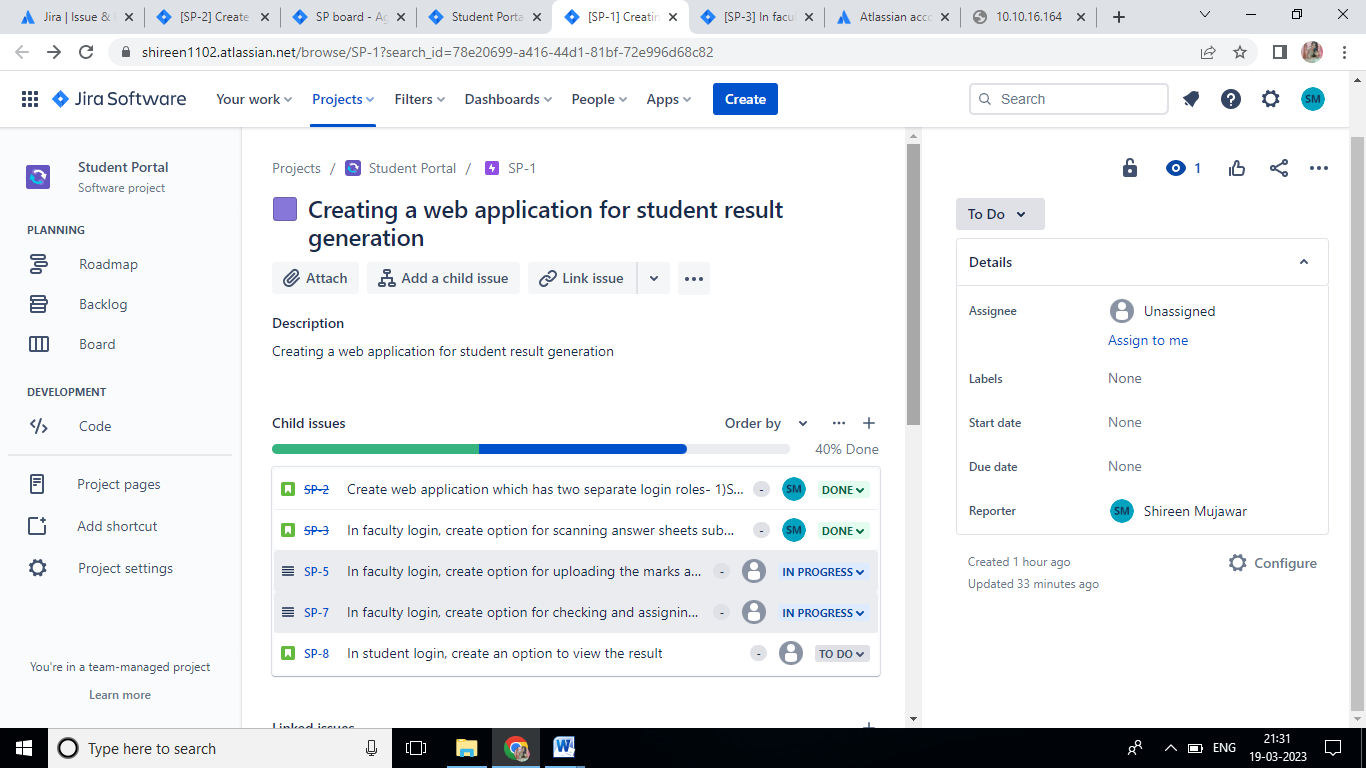 Jira | Issue &
[SP-2] Create
SP board - Ag
Student Porta
[SP-1] Creatin
[SP-3] In facu
Atlassian acco
10.10.16.164
shireen1102.atlassian.net/browse/SP-1?search_id=78e20699-a416-44d1-81bf-72e996d68c82
Jira Software
Your work
Projects
Filters
Dashboards
People
Apps
Create
Search
SM
Student Portal
Software project
PLANNING
Roadmap
Backlog
Board
DEVELOPMENT
Code
Project pages
Add shortcut
Project settings
You're in a team-managed project
Learn more
Projects / Student Portal / SP-1
Creating a web application for student result
generation
Attach
Add a child issue
Link issue
Description
Creating a web application for student result generation
Child issues
Order by
40% Done
SP-2 Create web application which has two separate login roles- 1)S... - SM DONE
SP-3 In faculty login, create option for scanning answer sheets sub... - SM DONE
SP-5 In faculty login, create option for uploading the marks a... - IN PROGRESS
SP-7 In faculty login, create option for checking and assignin... - IN PROGRESS
SP-8 In student login, create an option to view the result - TO DO
Linked issues
1
To Do
Details
Assignee Unassigned
Assign to me
Labels None
Start date None
Due date None
Reporter SM Shireen Mujawar
Created 1 hour ago
Updated 33 minutes ago
Configure
Type here to search
W
ENG
21:31
19-03-2023